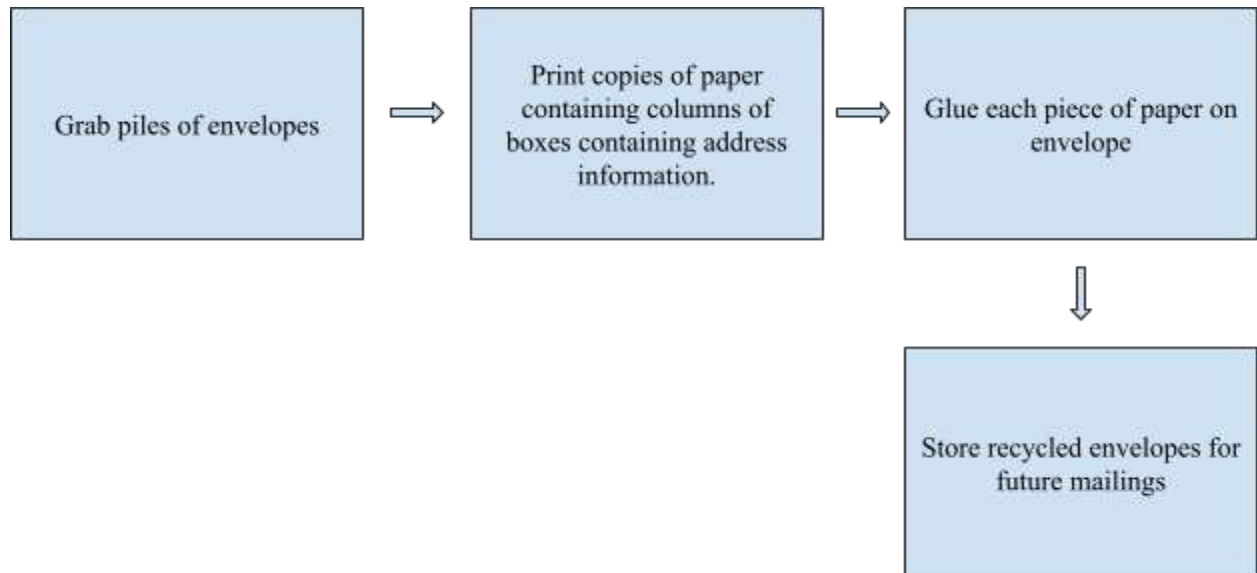 Grab piles of envelopes
Print copies of paper
containing columns of
boxes containing address
information.
Glue each piece of paper on
envelope
Store recycled envelopes for
future mailings